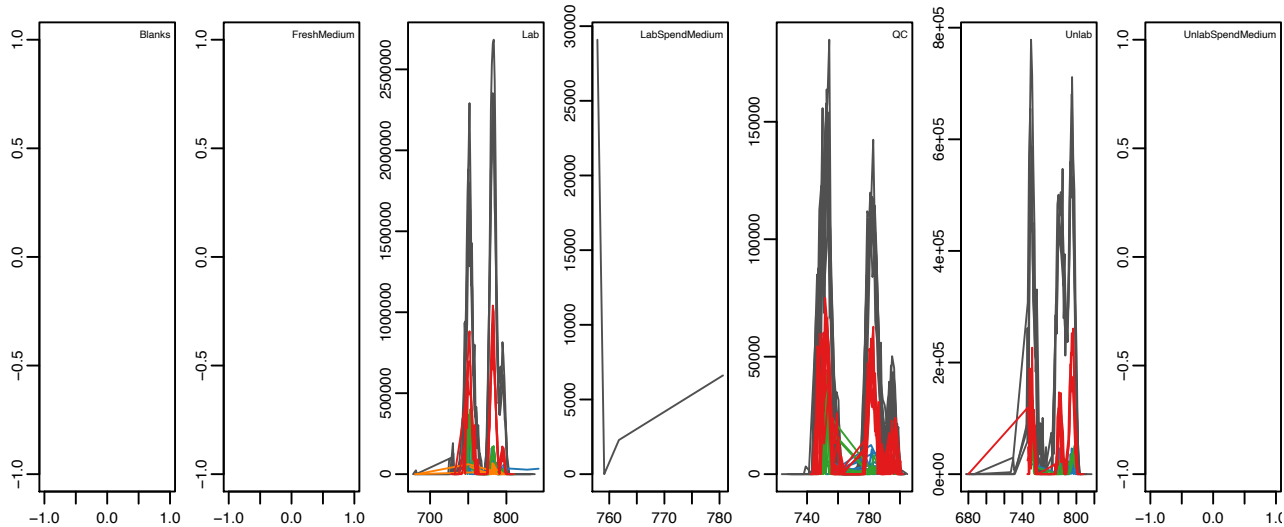 Blanks
1.0
0.5
0.0
−0.5
−1.0
−1.0 0.0 1.0
FreshMedium
1.0
0.5
0.0
−0.5
−1.0
−1.0 0.0 1.0
Lab
2500000
2000000
1500000
1000000
500000
0
700 800
LabSpendMedium
30000
25000
20000
15000
10000
5000
0
760 770 780
QC
150000
100000
50000
0
740 780
Unlab
8e+05
6e+05
4e+05
2e+05
0e+00
680 740 800
UnlabSpendMedium
1.0
0.5
0.0
−0.5
−1.0
−1.0 0.0 1.0